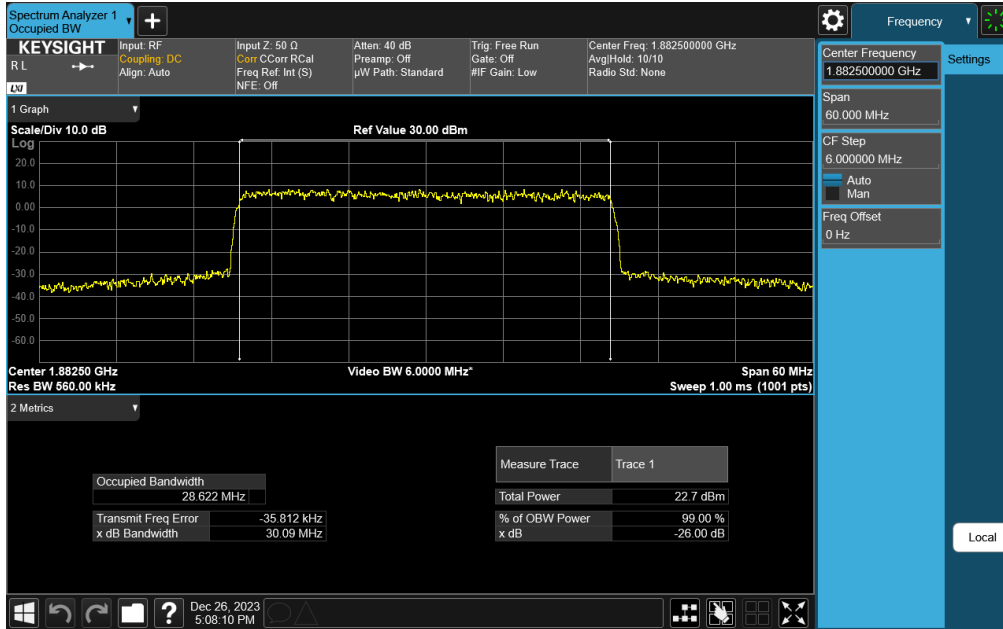 Spectrum Analyzer 1
Occupied BW
Frequency
KEYSIGHT
R L
LXI
Input: RF
Coupling: DC
Align: Auto
Input Z: 50 Ω
Corr CCorr RCal
Freq Ref: Int (S)
NFE: Off
Atten: 40 dB
Preamp: Off
µW Path: Standard
Trig: Free Run
Gate: Off
#IF Gain: Low
Center Freq: 1.882500000 GHz
Avg|Hold: 10/10
Radio Std: None
Center Frequency
1.882500000 GHz
Settings
Span
60.000 MHz
CF Step
6.000000 MHz
Auto
Man
Freq Offset
0 Hz
Local
1 Graph
Scale/Div 10.0 dB
Ref Value 30.00 dBm
Log
20.0
10.0
0.00
-10.0
-20.0
-30.0
-40.0
-50.0
-60.0
Center 1.88250 GHz
Video BW 6.0000 MHz*
Span 60 MHz
Res BW 560.00 kHz
Sweep 1.00 ms (1001 pts)
2 Metrics
Occupied Bandwidth
28.622 MHz
Transmit Freq Error -35.812 kHz
x dB Bandwidth 30.09 MHz
Measure Trace Trace 1
Total Power 22.7 dBm
% of OBW Power 99.00 %
x dB -26.00 dB
?
Dec 26, 2023
5:08:10 PM